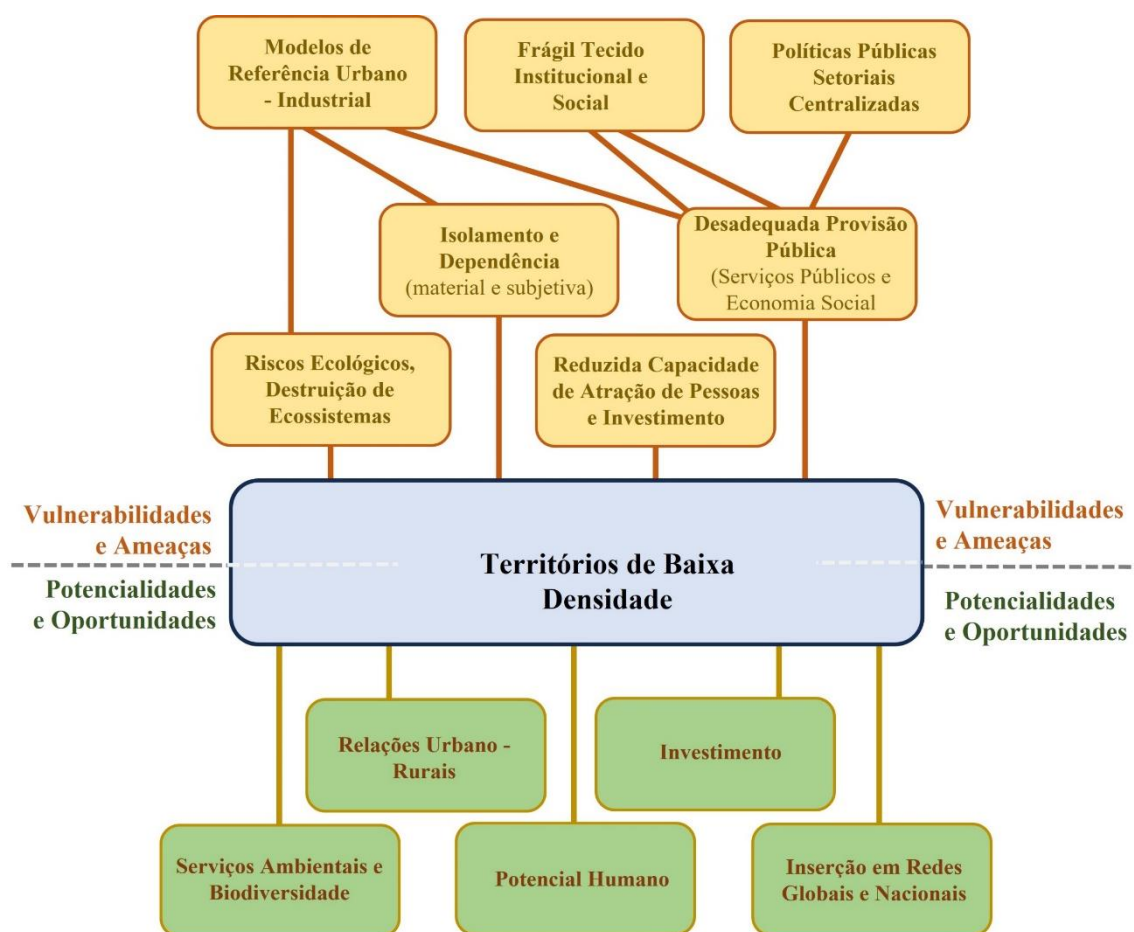 Modelos de
Referência Urbano
- Industrial
Frágil Tecido
Institucional e
Social
Políticas Públicas
Setoriais
Centralizadas
Isolamento e
Dependência
(material e subjetiva)
Desadequada Provisão
Pública
(Serviços Públicos e
Economia Social
Riscos Ecológicos,
Destruição de
Ecossistemas
Reduzida Capacidade
de Atração de Pessoas
e Investimento
Vulnerabilidades
e Ameaças
Vulnerabilidades
e Ameaças
Territórios de Baixa
Densidade
Potencialidades
e Oportunidades
Potencialidades
e Oportunidades
Relações Urbano -
Rurais
Investimento
Serviços Ambientais e
Biodiversidade
Potencial Humano
Inserção em Redes
Globais e Nacionais